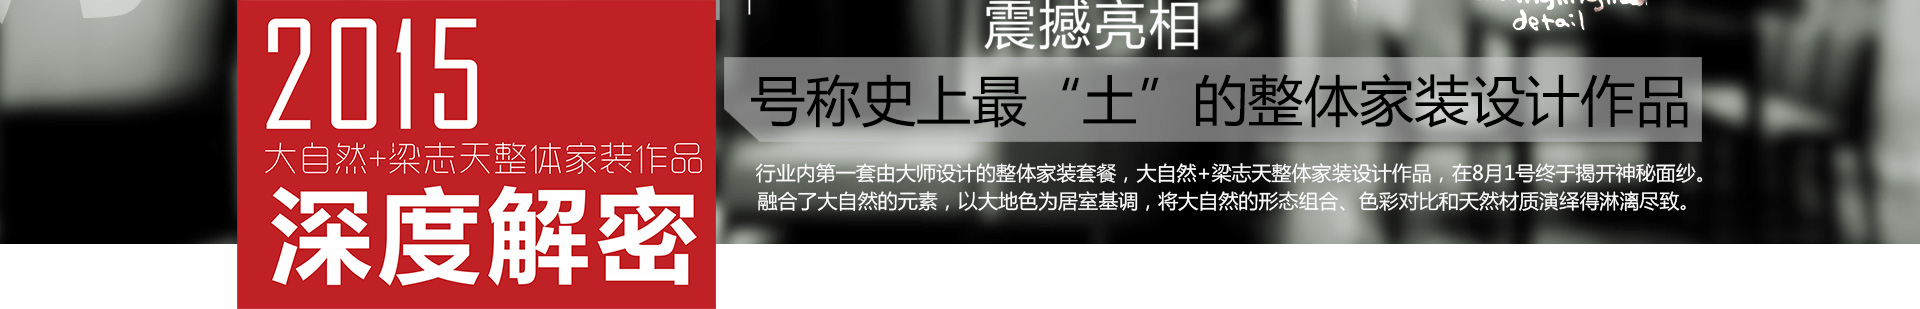 2015
大自然+梁志天整体家装作品
深度解密
震撼亮相
detail
号称史上最“土”的整体家装设计作品
行业内第一套由大师设计的整体家装套餐，大自然+梁志天整体家装设计作品，在8月1号终于揭开神秘面纱。
融合了大自然的元素，以大地色为居室基调，将大自然的形态组合、色彩对比和天然材质演绎得淋漓尽致。